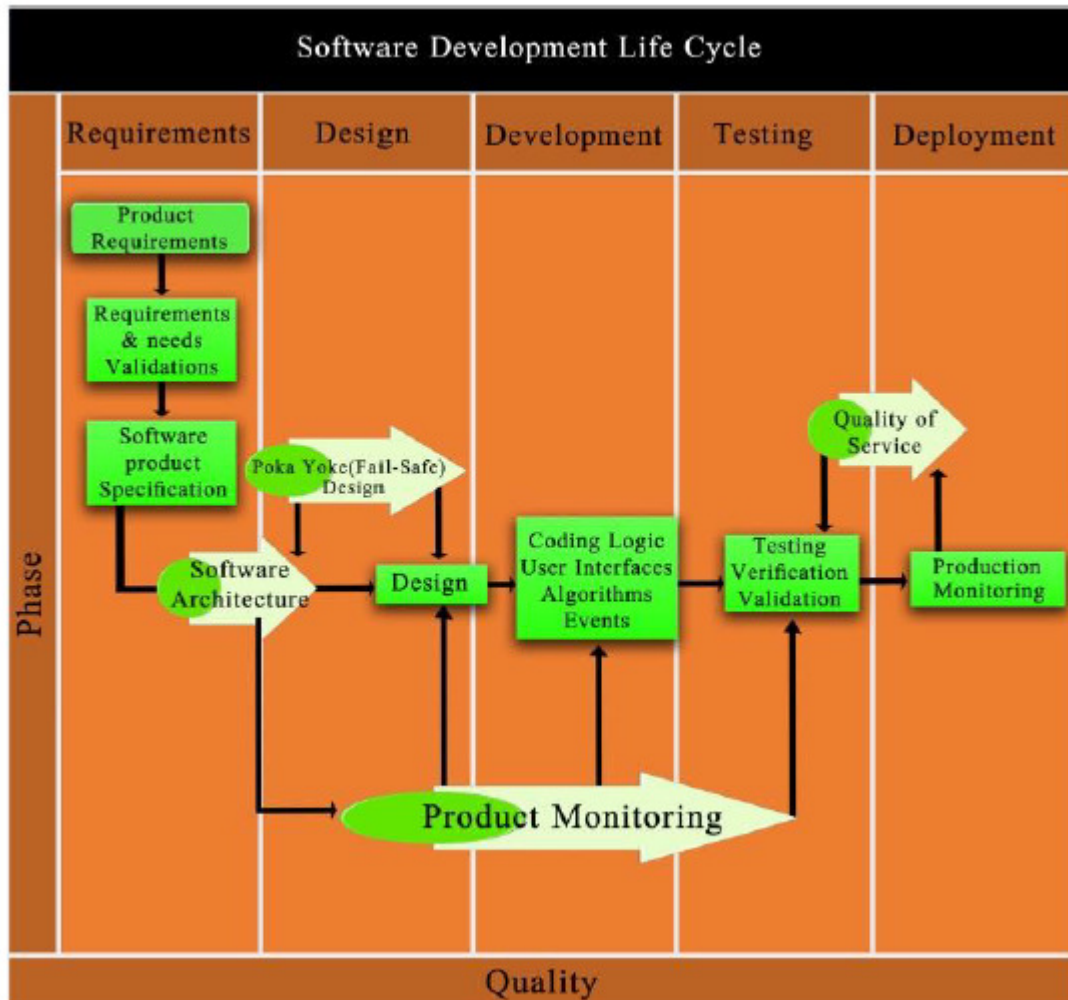 Software Development Life Cycle
Phase
Requirements
Design
Development
Testing
Deployment
Product
Requirements
Requirements
& needs
Validations
Software
product
Specification
Software
Architecture
Poka Yoke(Fail-Safe)
Design
Design
Coding Logic
User Interfaces
Algorithms
Events
Testing
Verification
Validation
Quality of
Service
Production
Monitoring
Product Monitoring
Quality